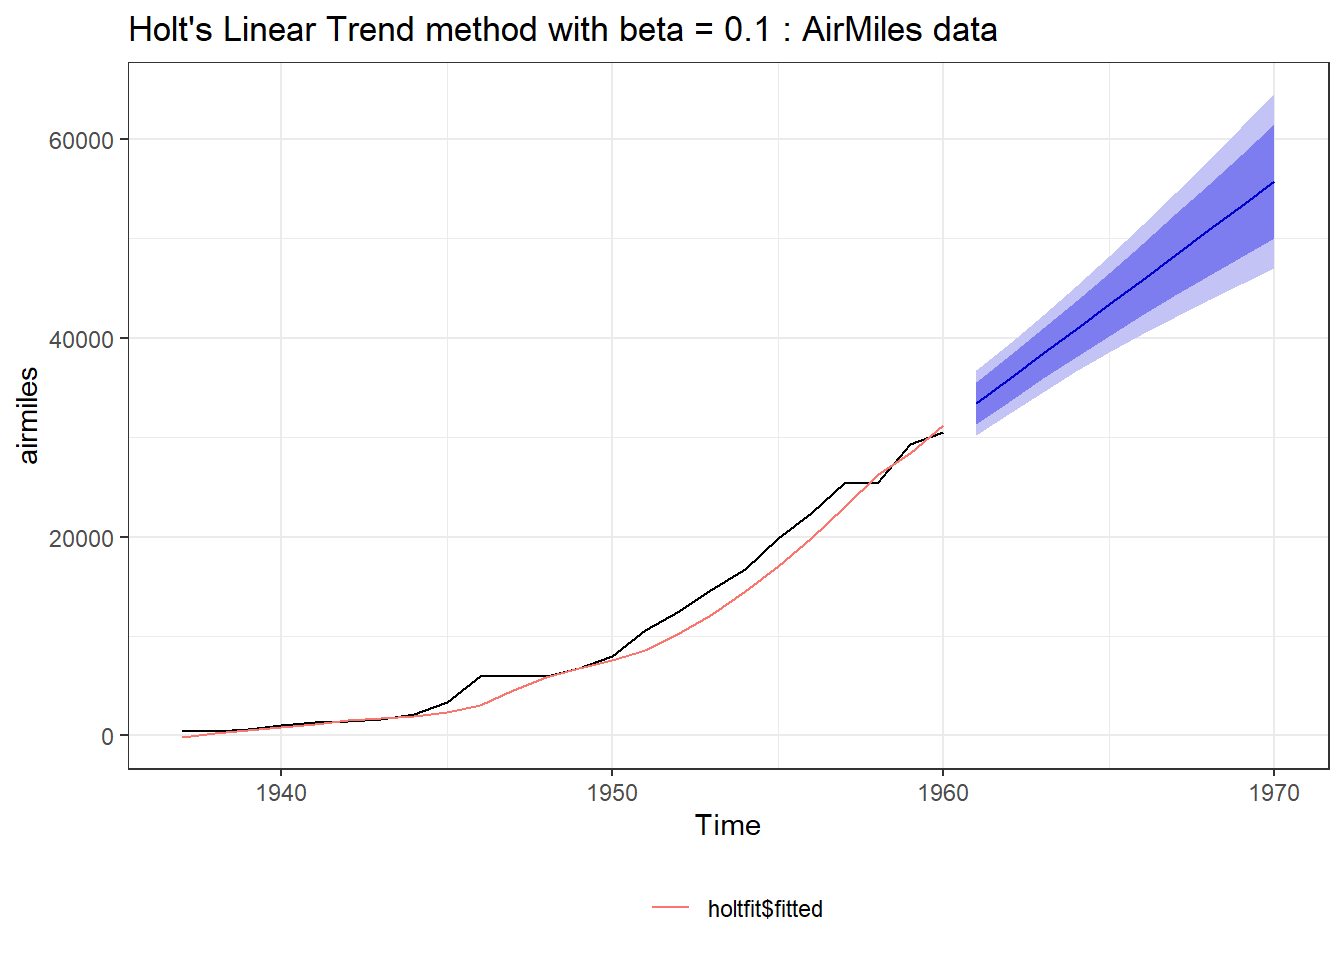 Holt's Linear Trend method with beta = 0.1 : AirMiles data
60000
40000
20000
0
airmiles
1940 1950 1960 1970
Time
holtfit$fitted